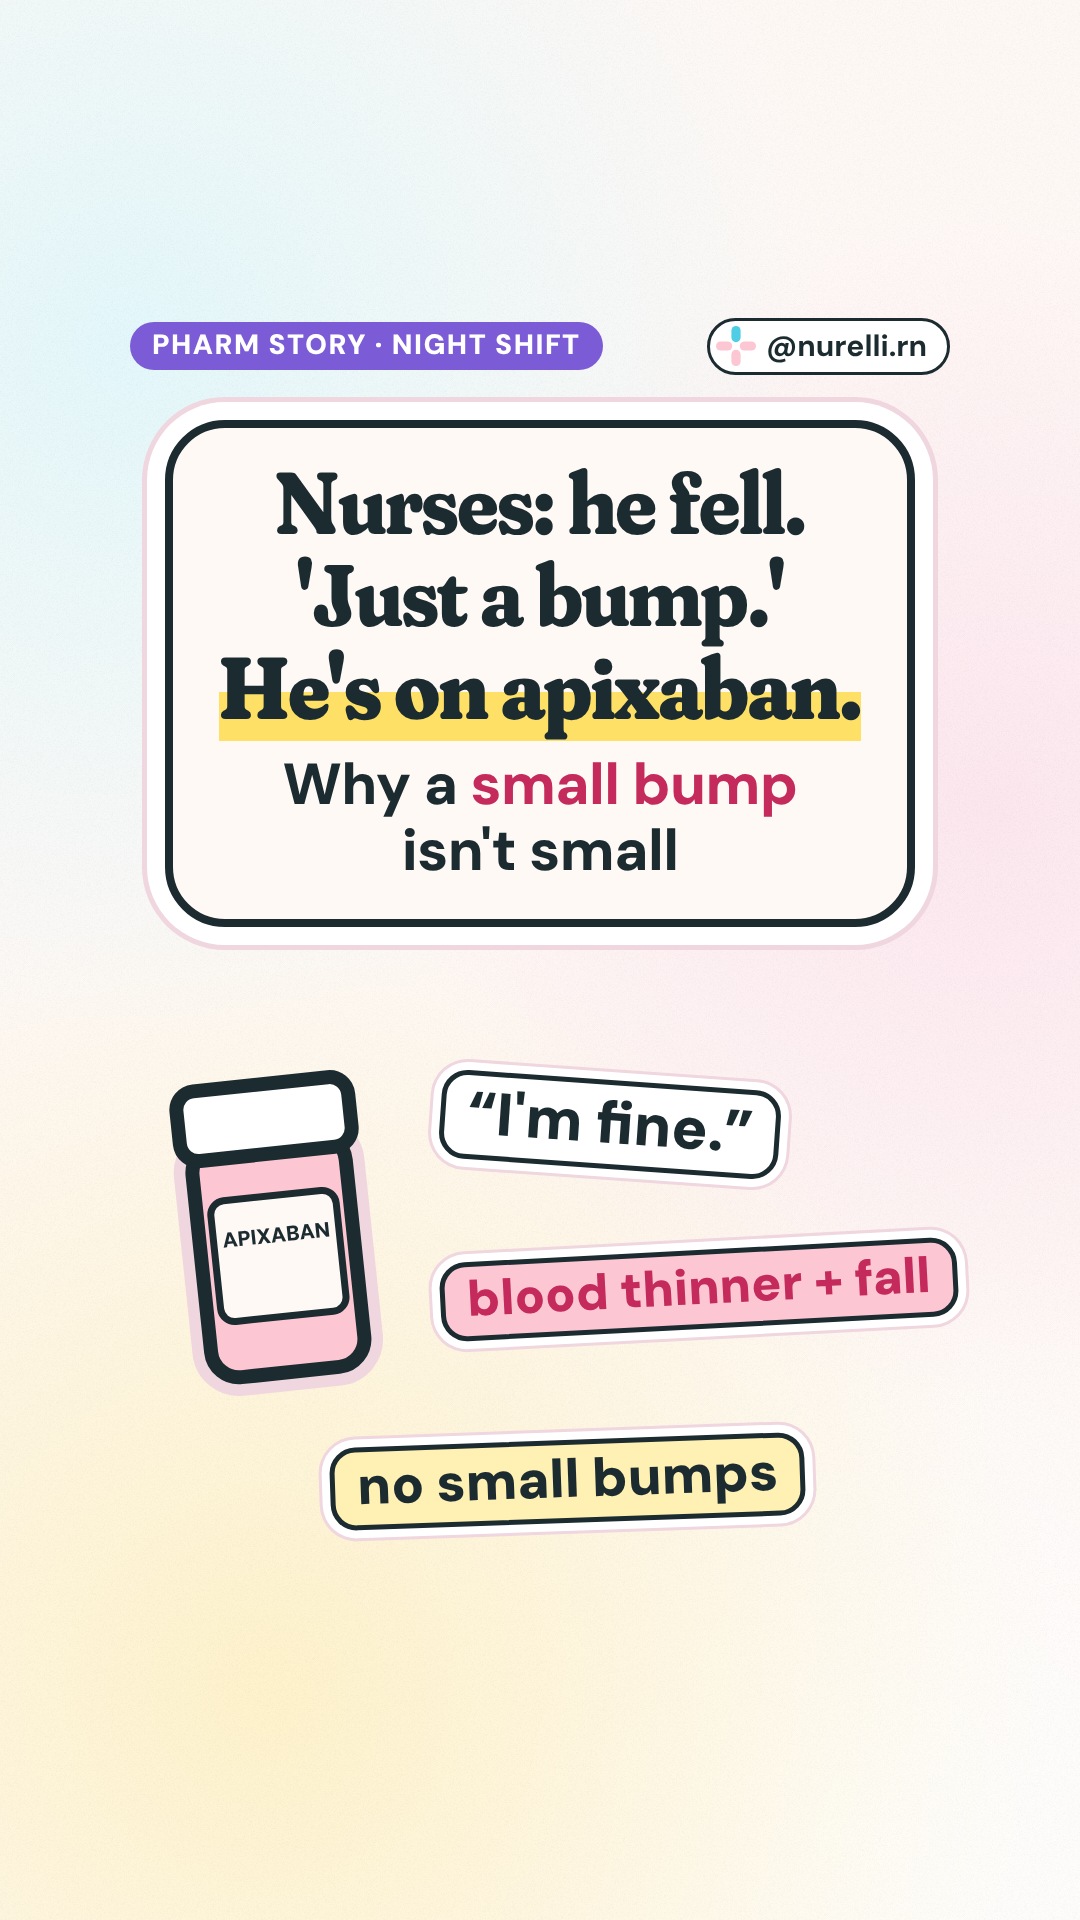 PHARM STORY · NIGHT SHIFT
@nurelli.rn
Nurses: he fell.
'Just a bump.'
He's on apixaban.
Why a small bump
isn't small
“I'm fine.”
APIXABAN
blood thinner + fall
no small bumps